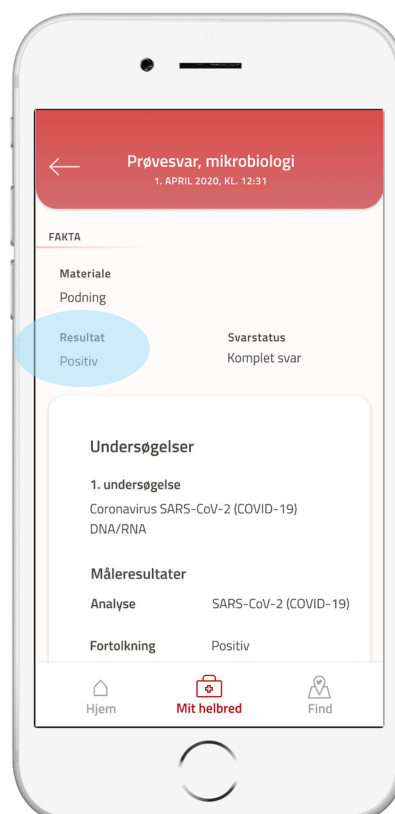 Prøvesvar, mikrobiologi
1. APRIL 2020, KL. 12:31
FAKTA
Materiale
Podning
Resultat
Svarstatus
Positiv
Komplet svar
Undersøgelser
1. undersøgelse
Coronavirus SARS-CoV-2 (COVID-19)
DNA/RNA
Måleresultater
Analyse
SARS-CoV-2 (COVID-19)
Fortolkning
Positiv
Hjem
Mit helbred
Find